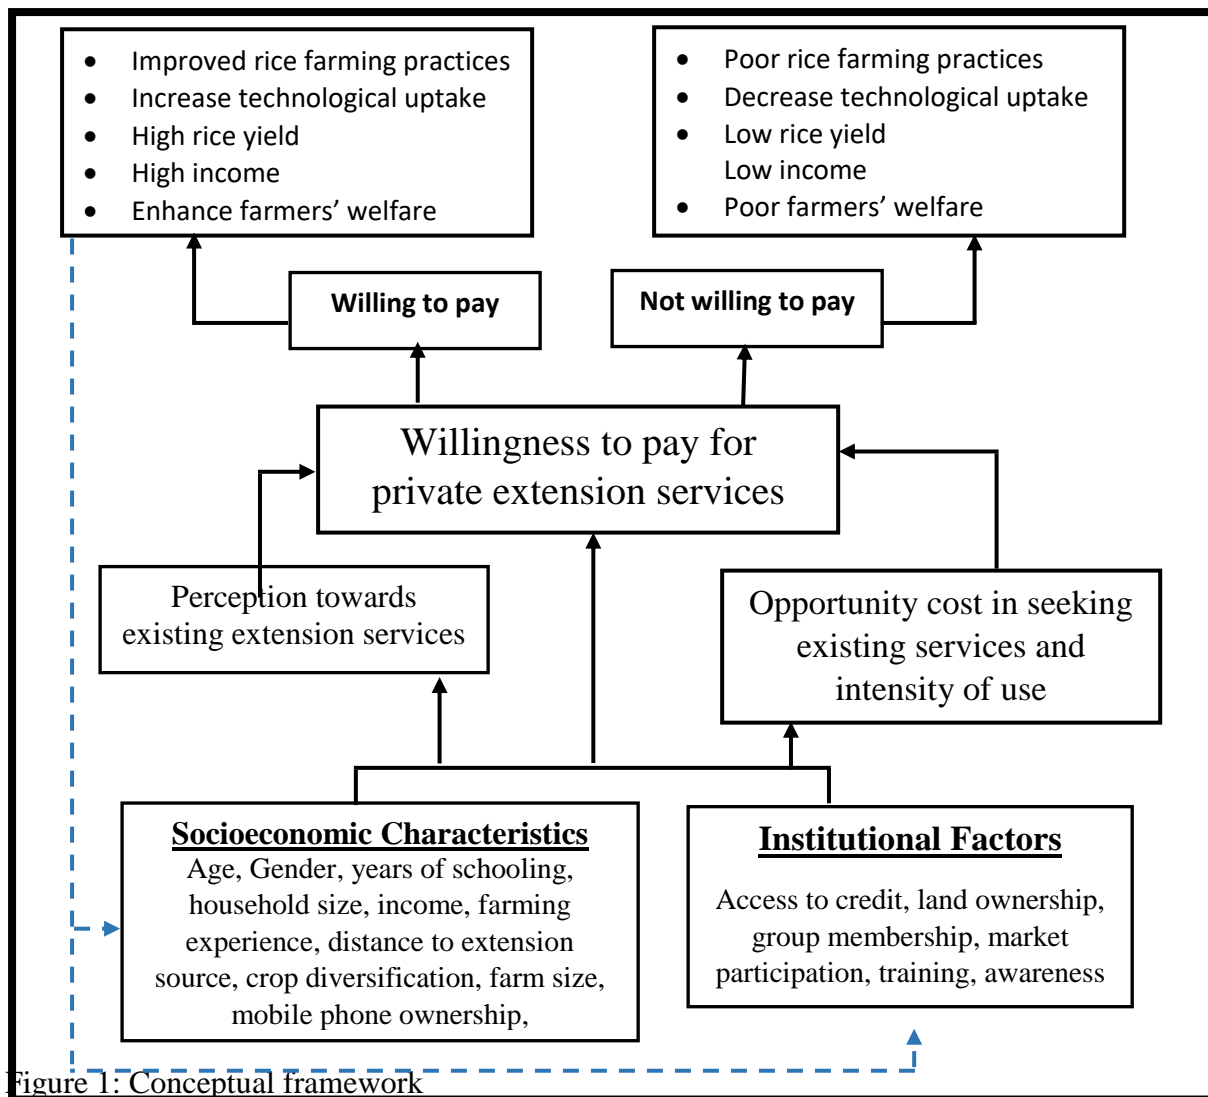 • Improved rice farming practices
• Increase technological uptake
• High rice yield
• High income
• Enhance farmers’ welfare
• Poor rice farming practices
• Decrease technological uptake
• Low rice yield
Low income
• Poor farmers’ welfare
Willing to pay
Not willing to pay
Willingness to pay for
private extension services
Perception towards
existing extension services
Opportunity cost in seeking
existing services and
intensity of use
Socioeconomic Characteristics
Age, Gender, years of schooling,
household size, income, farming
experience, distance to extension
source, crop diversification, farm size,
mobile phone ownership,
Institutional Factors
Access to credit, land ownership,
group membership, market
participation, training, awareness
Figure 1: Conceptual framework